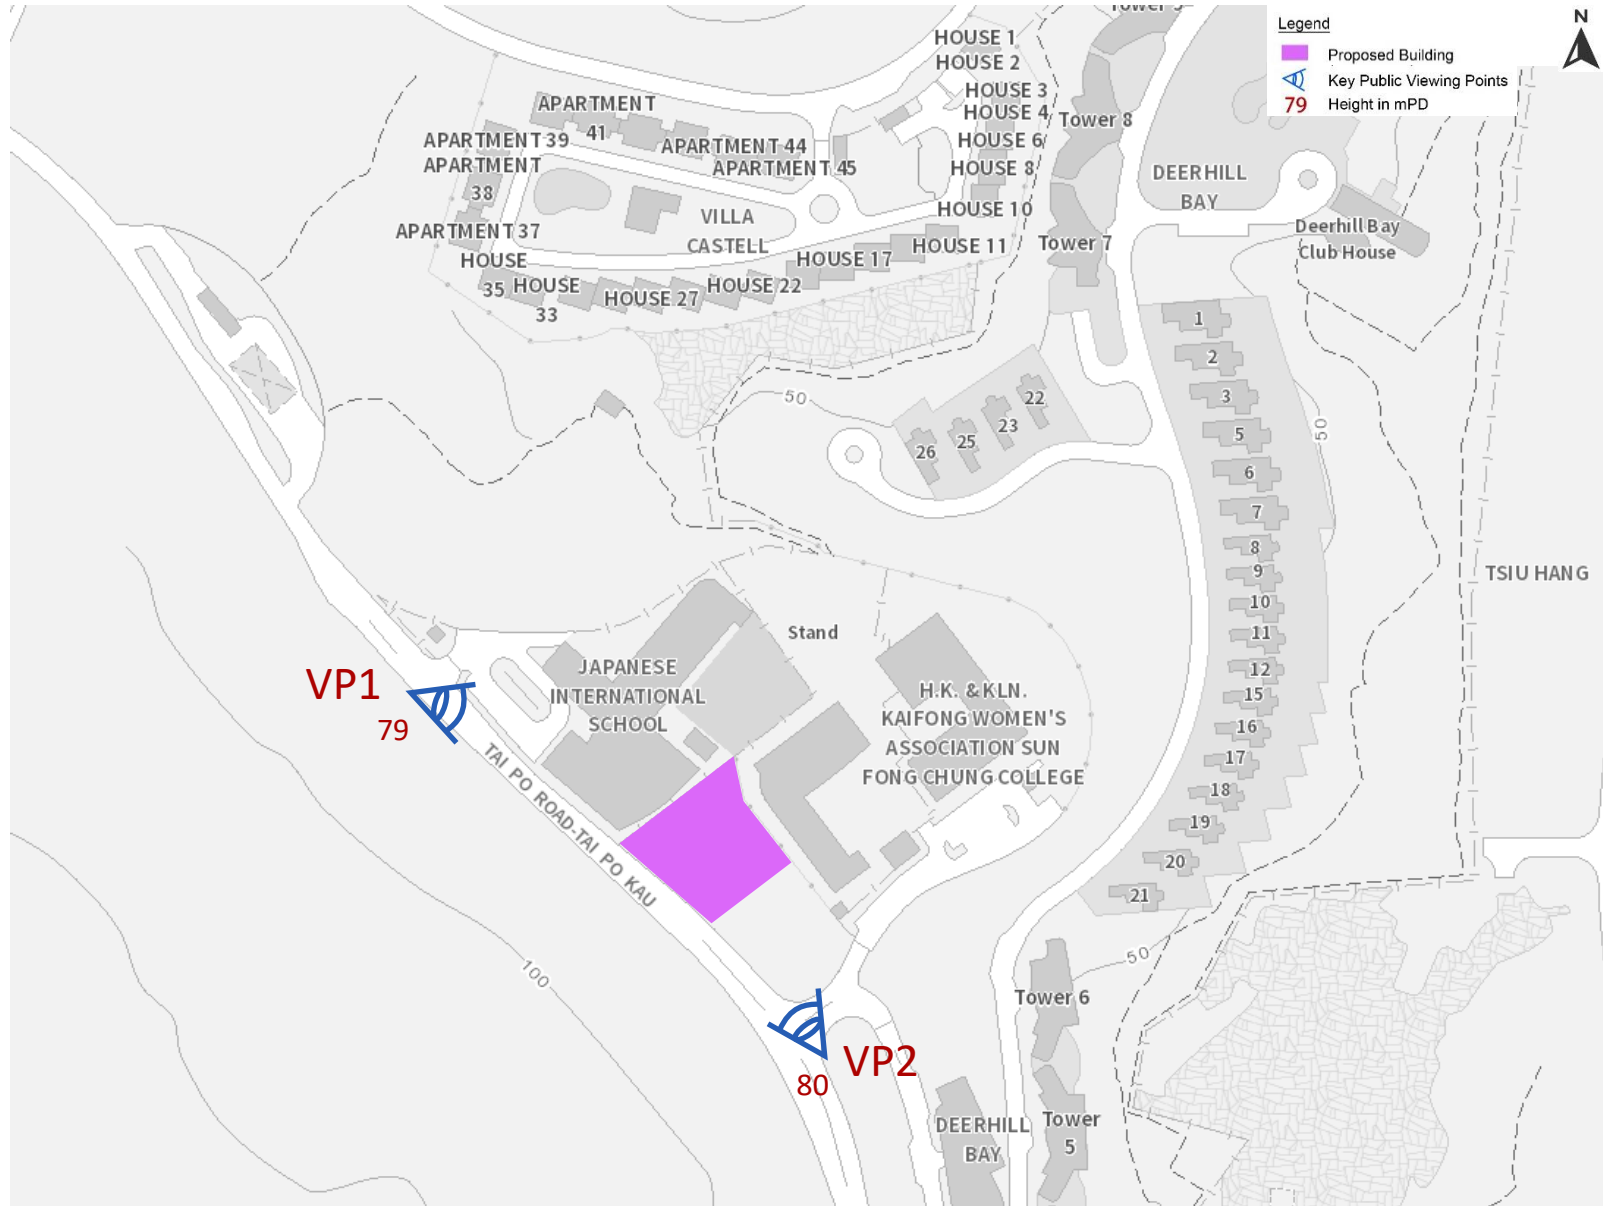 Legend
N
Proposed Building
Key Public Viewing Points
79 Height in mPD
HOUSE 1
HOUSE 2
HOUSE 3
HOUSE 4
HOUSE 6
HOUSE 8
HOUSE 10
HOUSE 11
Tower 8
Tower 7
DEERHILL
BAY
Deerhill Bay
Club House
APARTMENT
41
APARTMENT 39
APARTMENT 44
APARTMENT
38
APARTMENT 45
APARTMENT 37
VILLA
CASTELL
HOUSE
35
HOUSE
33
HOUSE 27
HOUSE 22
HOUSE 17
1
2
3
5
6
7
8
9
10
11
12
15
16
17
18
19
20
21
22
23
25
26
50
50
TSIU HANG
Stand
JAPANESE
INTERNATIONAL
SCHOOL
H.K. & KLN.
KAIFONG WOMEN'S
ASSOCIATION SUN
FONG CHUNG COLLEGE
VP1
79
TAI PO ROAD-TAI PO KAU
100
50
Tower 6
VP2
80
DEERHILL
BAY
Tower
5